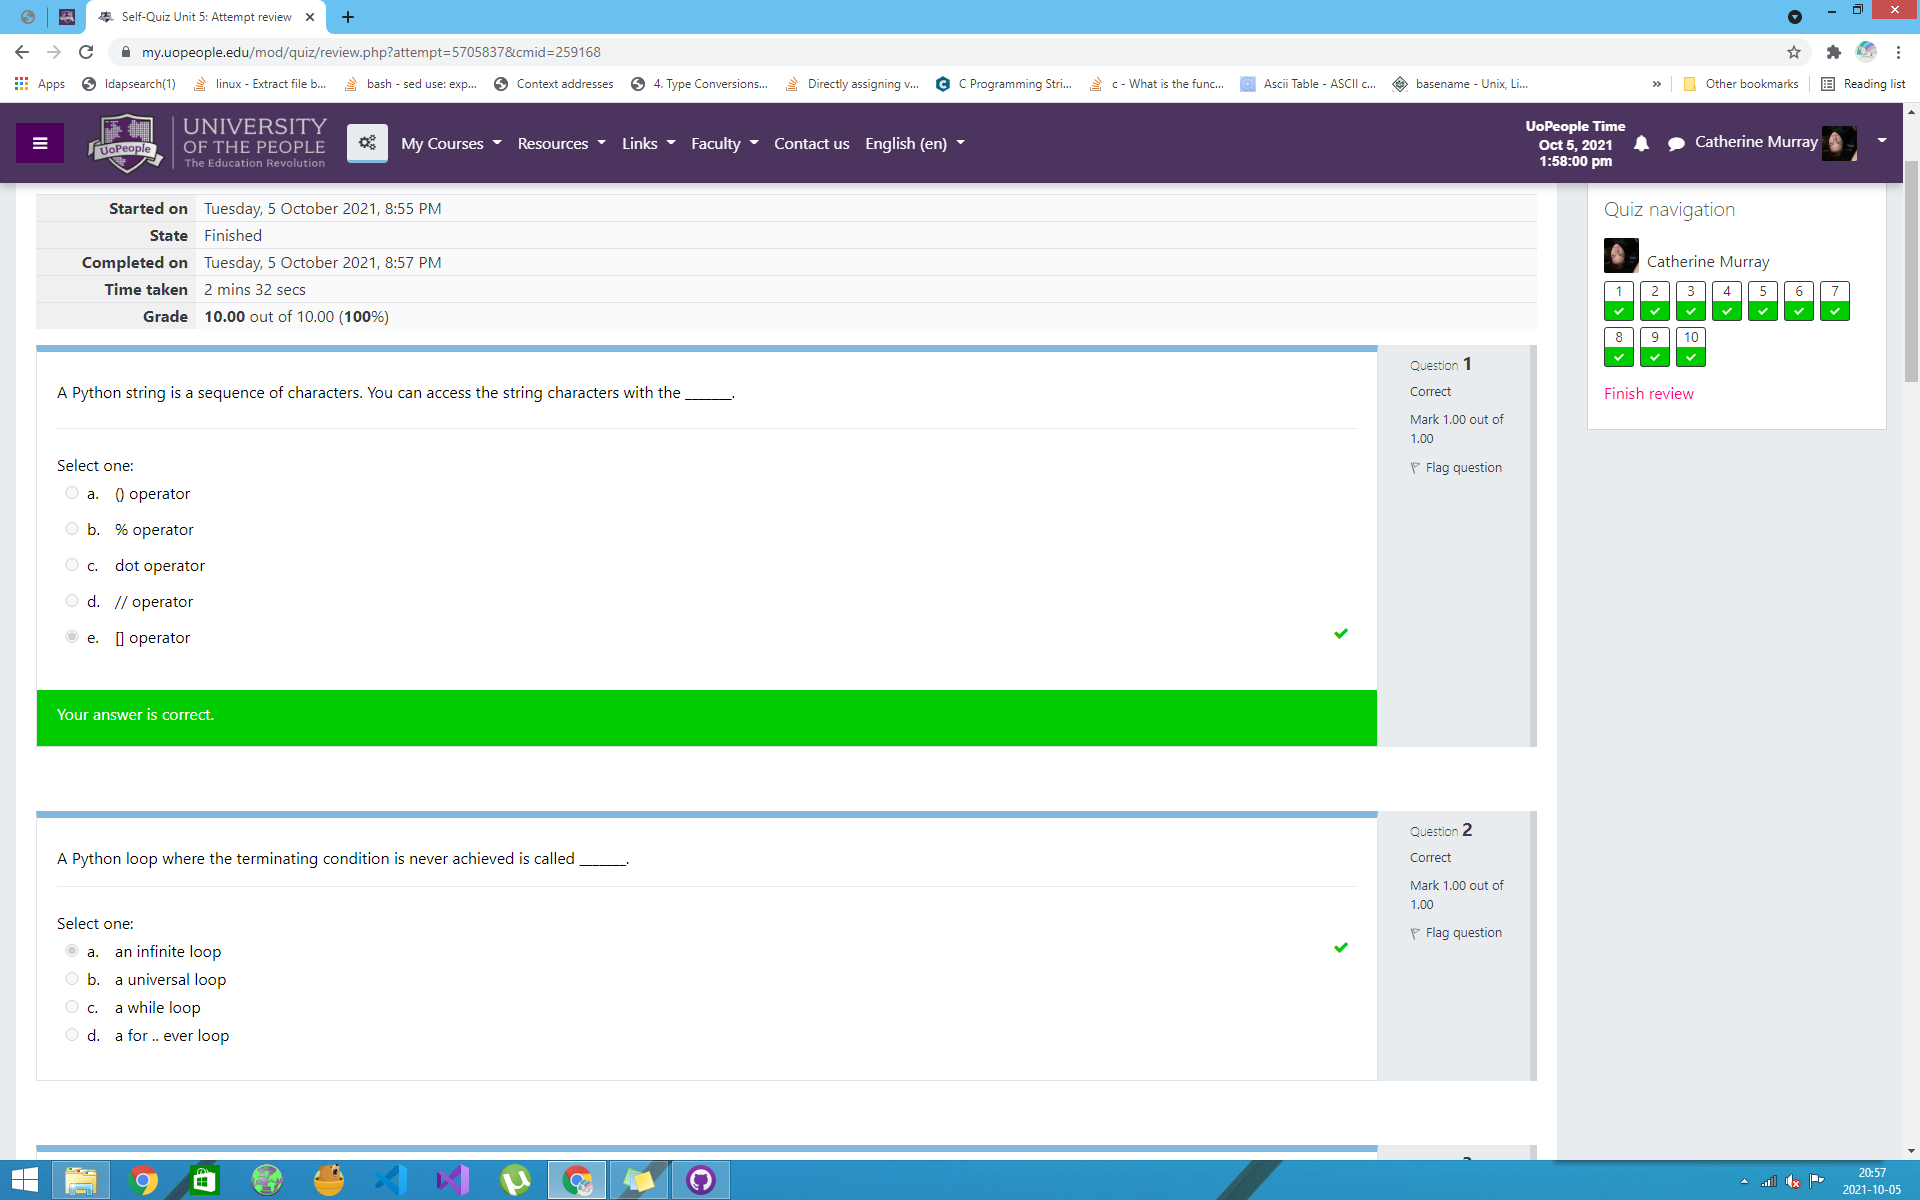 Self-Quiz Unit 5: Attempt review
my.uopeople.edu/mod/quiz/review.php?attempt=5705837&cmid=259168
Apps ldapsearch(1) linux - Extract file b... bash - sed use: exp... Context addresses 4. Type Conversions... Directly assigning v... C Programming Stri... c - What is the func... Ascii Table - ASCII c... basename - Unix, Li... » Other bookmarks Reading list
UoPeople
UNIVERSITY
OF THE PEOPLE
The Education Revolution
My Courses Resources Links Faculty Contact us English (en)
UoPeople Time
Oct 5, 2021
1:58:00 pm
Catherine Murray
Started on Tuesday, 5 October 2021, 8:55 PM
State Finished
Completed on Tuesday, 5 October 2021, 8:57 PM
Time taken 2 mins 32 secs
Grade 10.00 out of 10.00 (100%)
Quiz navigation
Catherine Murray
1 2 3 4 5 6 7
8 9 10
Finish review
Question 1
Correct
Mark 1.00 out of
1.00
Flag question
A Python string is a sequence of characters. You can access the string characters with the _______.
Select one:
a. () operator
b. % operator
c. dot operator
d. // operator
e. [] operator
Your answer is correct.
Question 2
Correct
Mark 1.00 out of
1.00
Flag question
A Python loop where the terminating condition is never achieved is called _______.
Select one:
a. an infinite loop
b. a universal loop
c. a while loop
d. a for .. ever loop
20:57
2021-10-05